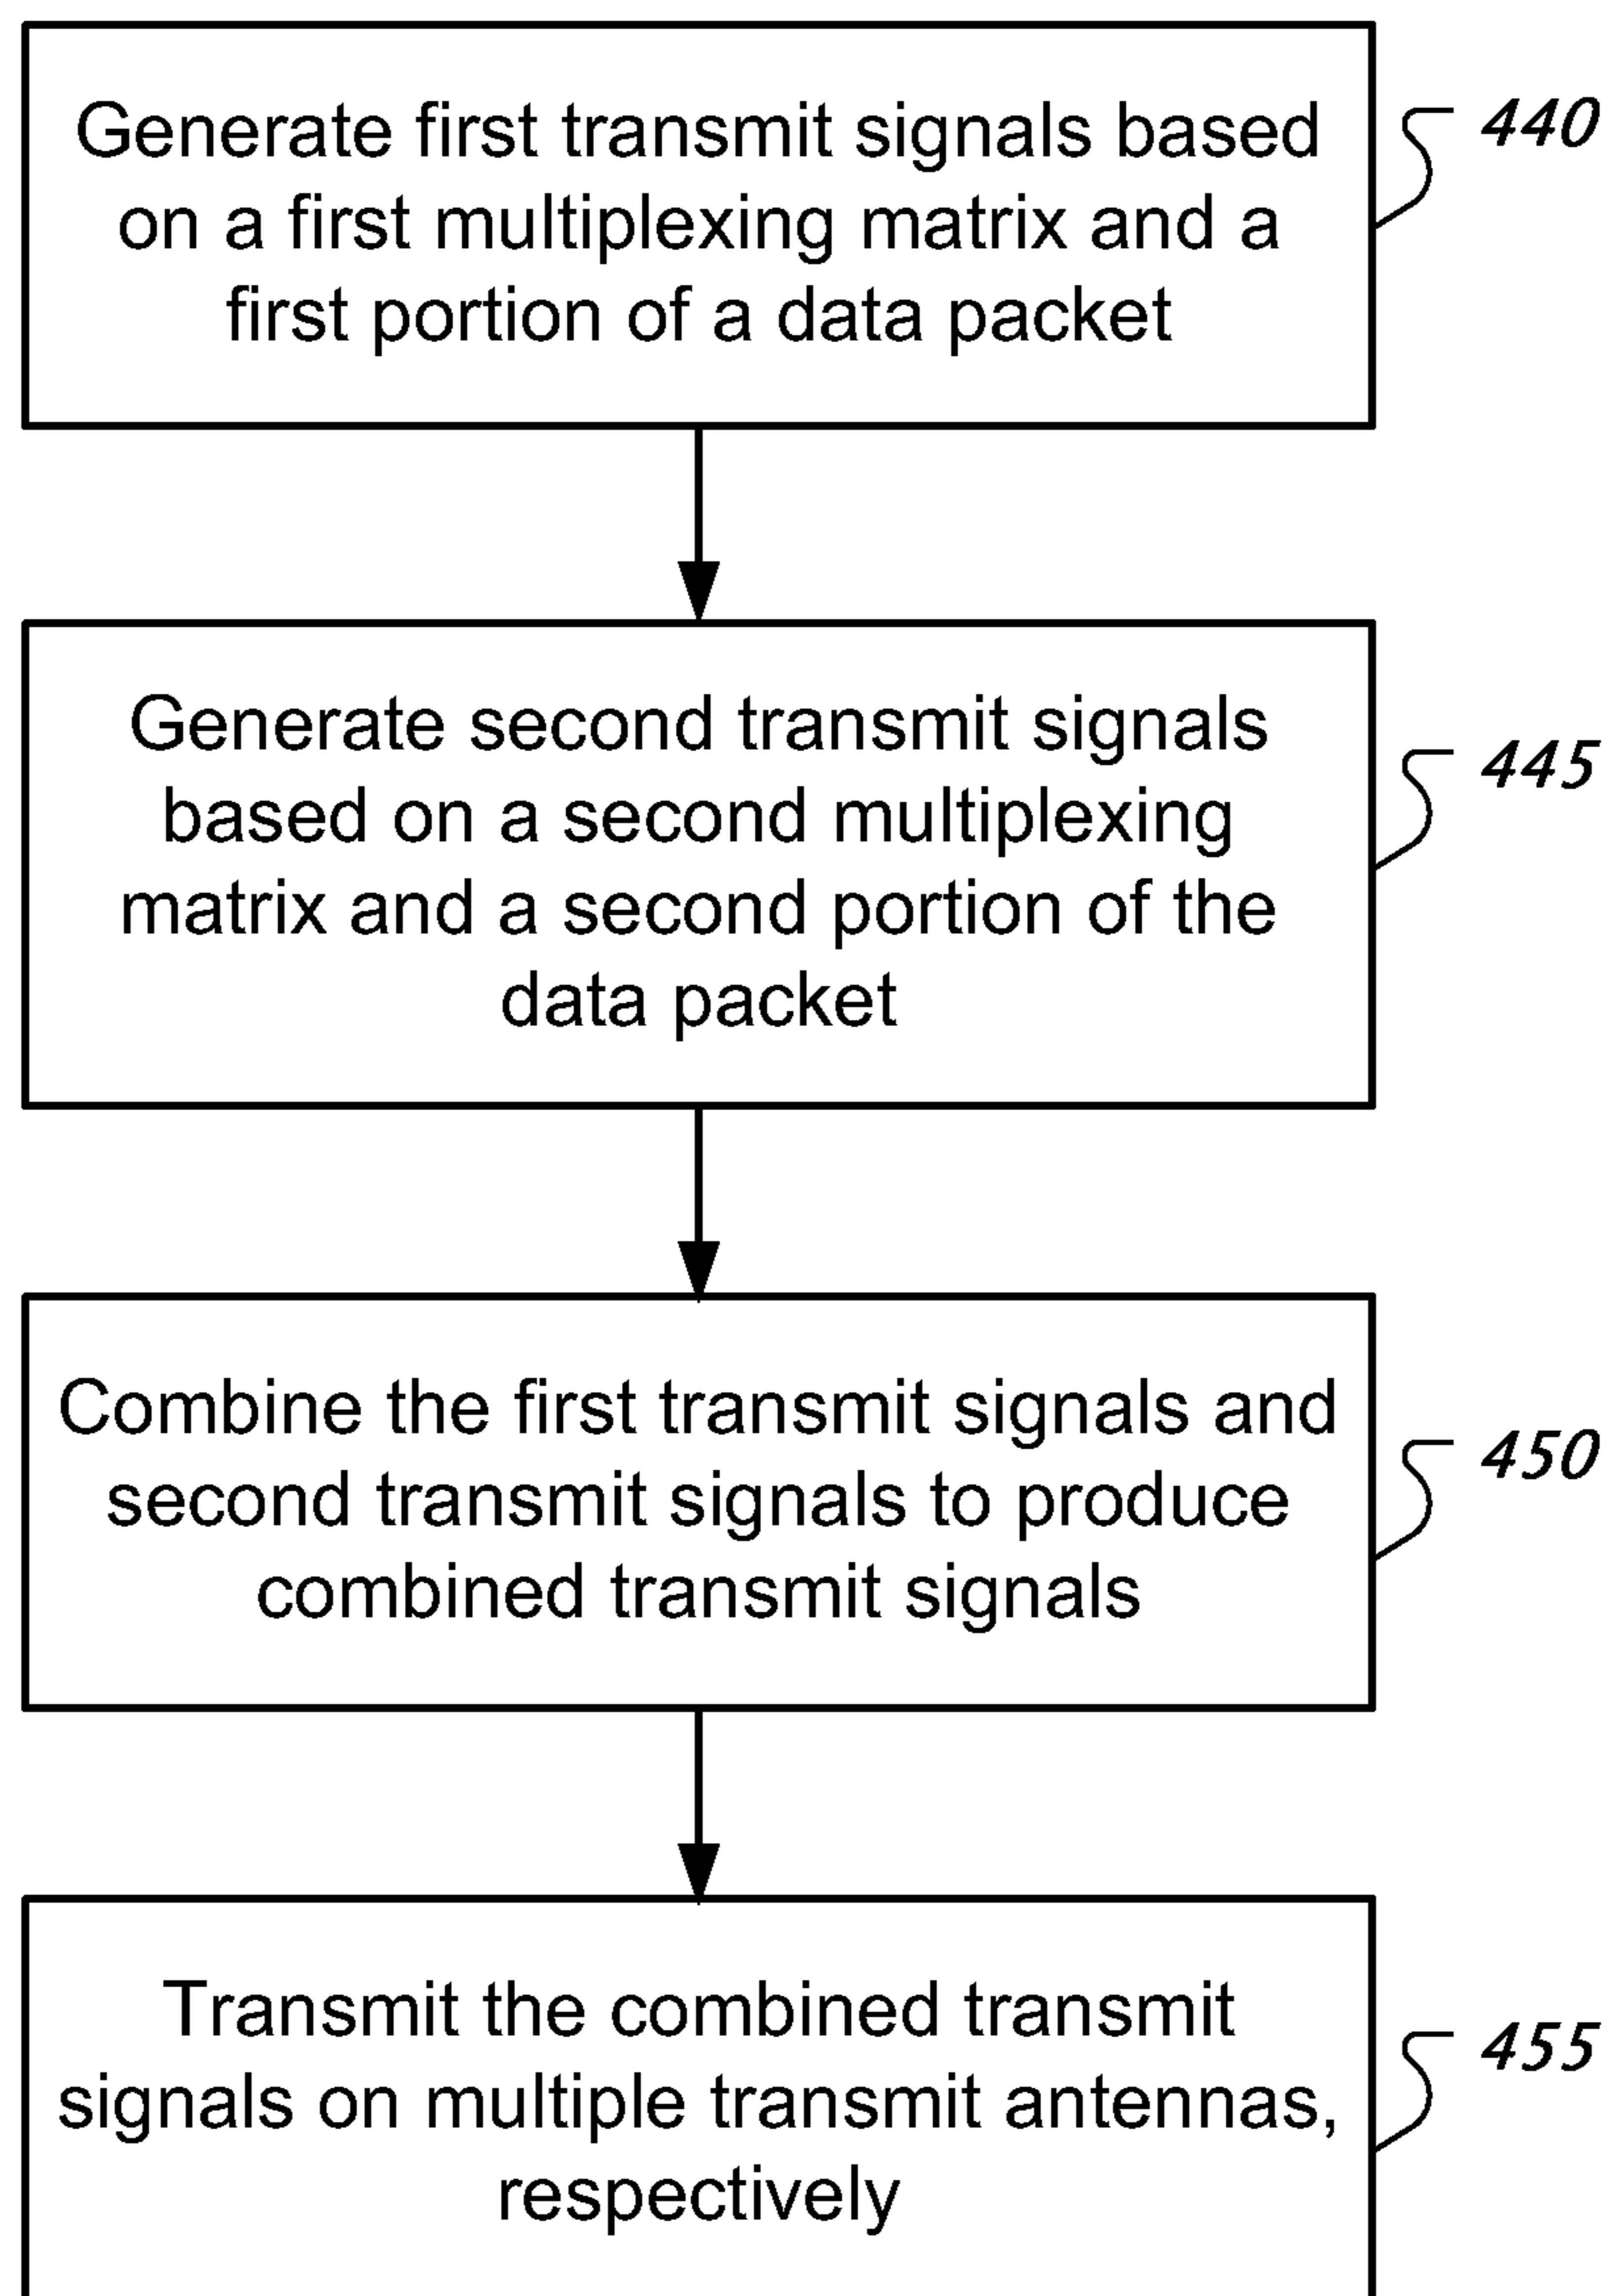 Generate first transmit signals based
on a first multiplexing matrix and a
first portion of a data packet
440
Generate second transmit signals
based on a second multiplexing
matrix and a second portion of the
data packet
445
Combine the first transmit signals and
second transmit signals to produce
combined transmit signals
450
Transmit the combined transmit
signals on multiple transmit antennas,
respectively
455